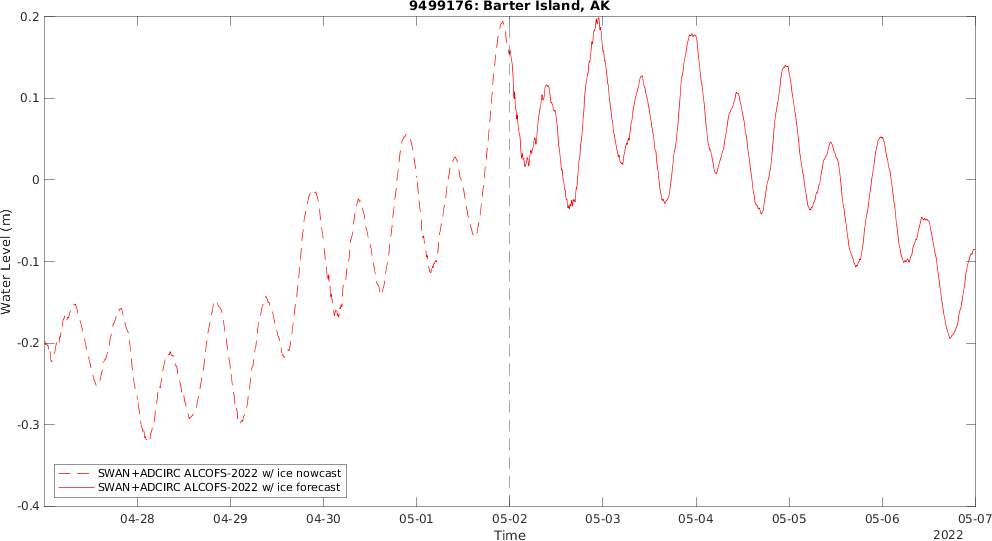 9499176: Barter Island, AK
Water Level (m)
0.2
0.1
0
-0.1
-0.2
-0.3
-0.4
SWAN+ADCIRC ALCOFS-2022 w/ ice nowcast
SWAN+ADCIRC ALCOFS-2022 w/ ice forecast
04-28 04-29 04-30 05-01 05-02 05-03 05-04 05-05 05-06 05-07
Time
2022